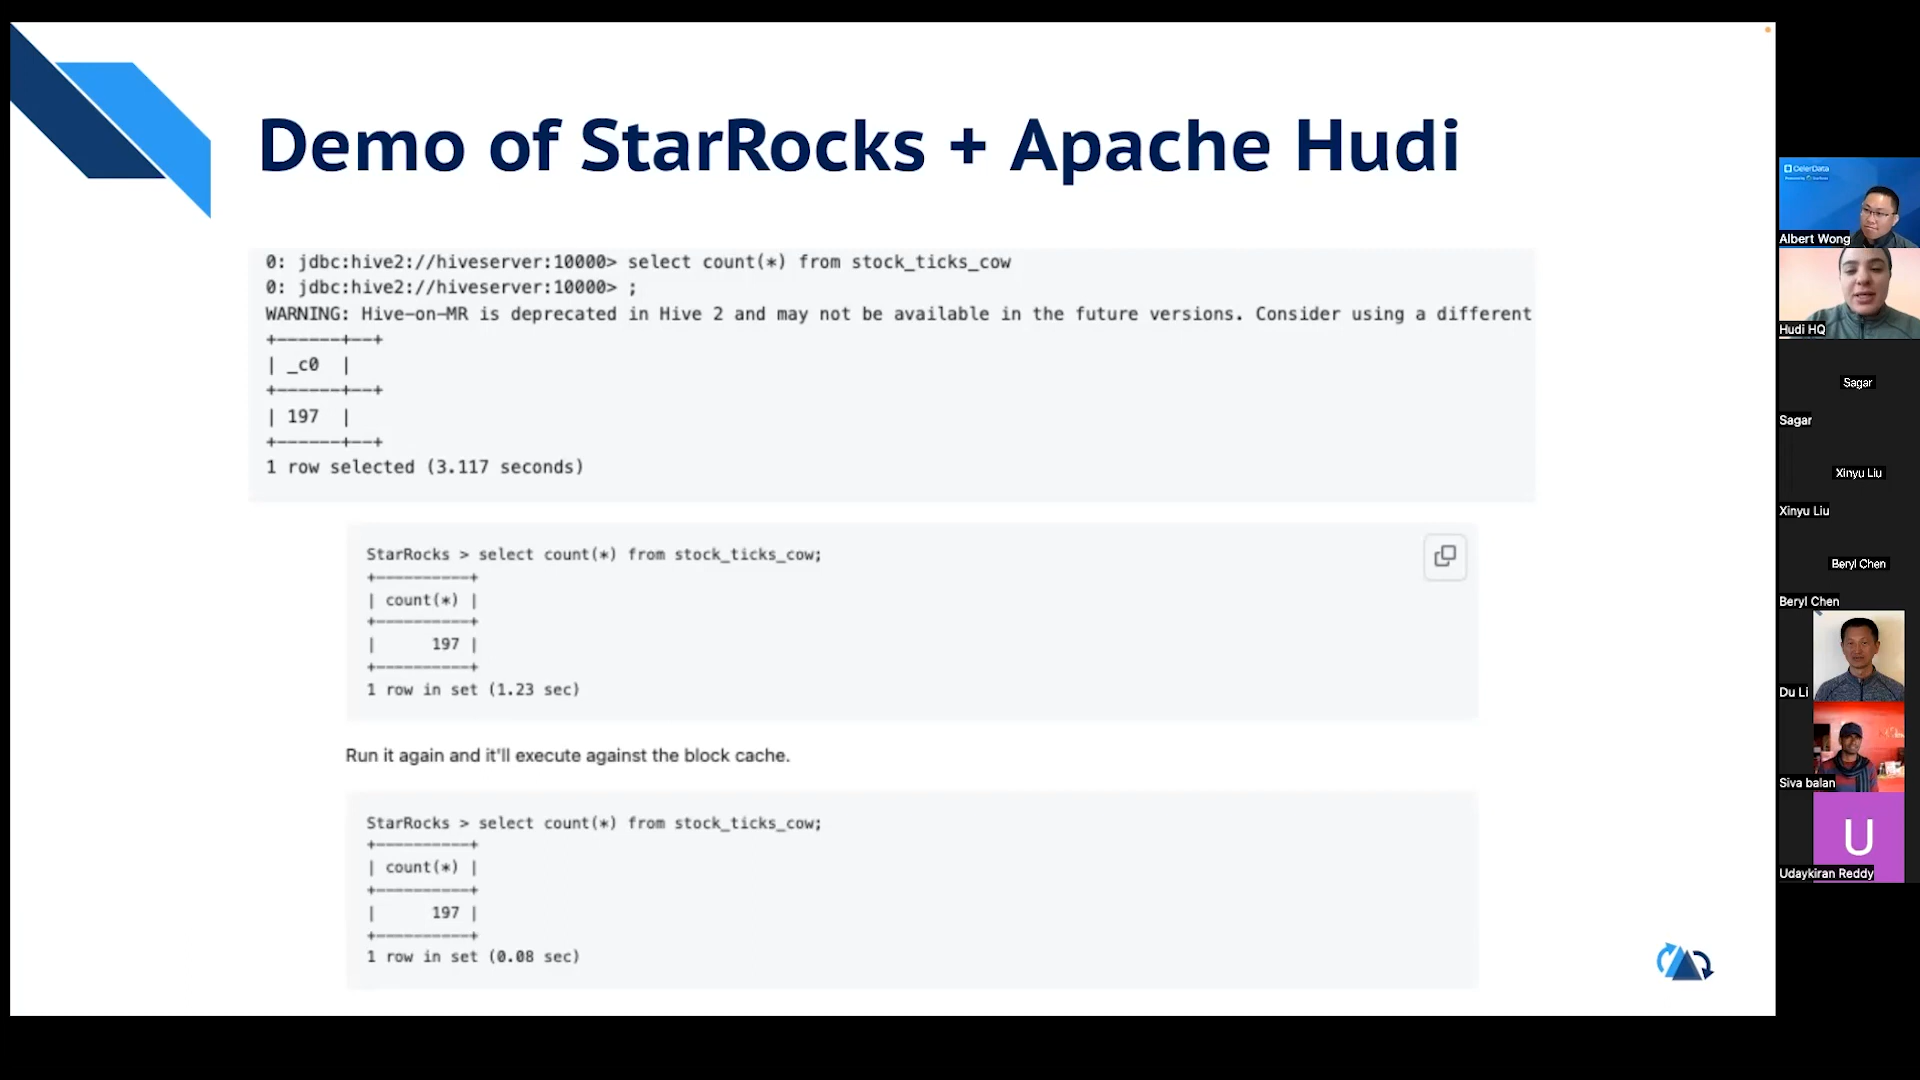 Demo of StarRocks + Apache Hudi
0: jdbc:hive2://hiveserver:10000> select count(*) from stock_ticks_cow
0: jdbc:hive2://hiveserver:10000> ;
WARNING: Hive-on-MR is deprecated in Hive 2 and may not be available in the future versions. Consider using a different
+------+--+
| _c0  |
+------+--+
| 197  |
+------+--+
1 row selected (3.117 seconds)
StarRocks > select count(*) from stock_ticks_cow;
+----------+
| count(*) |
+----------+
|      197 |
+----------+
1 row in set (1.23 sec)
Run it again and it'll execute against the block cache.
StarRocks > select count(*) from stock_ticks_cow;
+----------+
| count(*) |
+----------+
|      197 |
+----------+
1 row in set (0.08 sec)
CelerData
Albert Wong
Hudi HQ
Sagar
Sagar
Xinyu Liu
Xinyu Liu
Beryl Chen
Beryl Chen
Du Li
Siva balan
U
Udaykiran Reddy